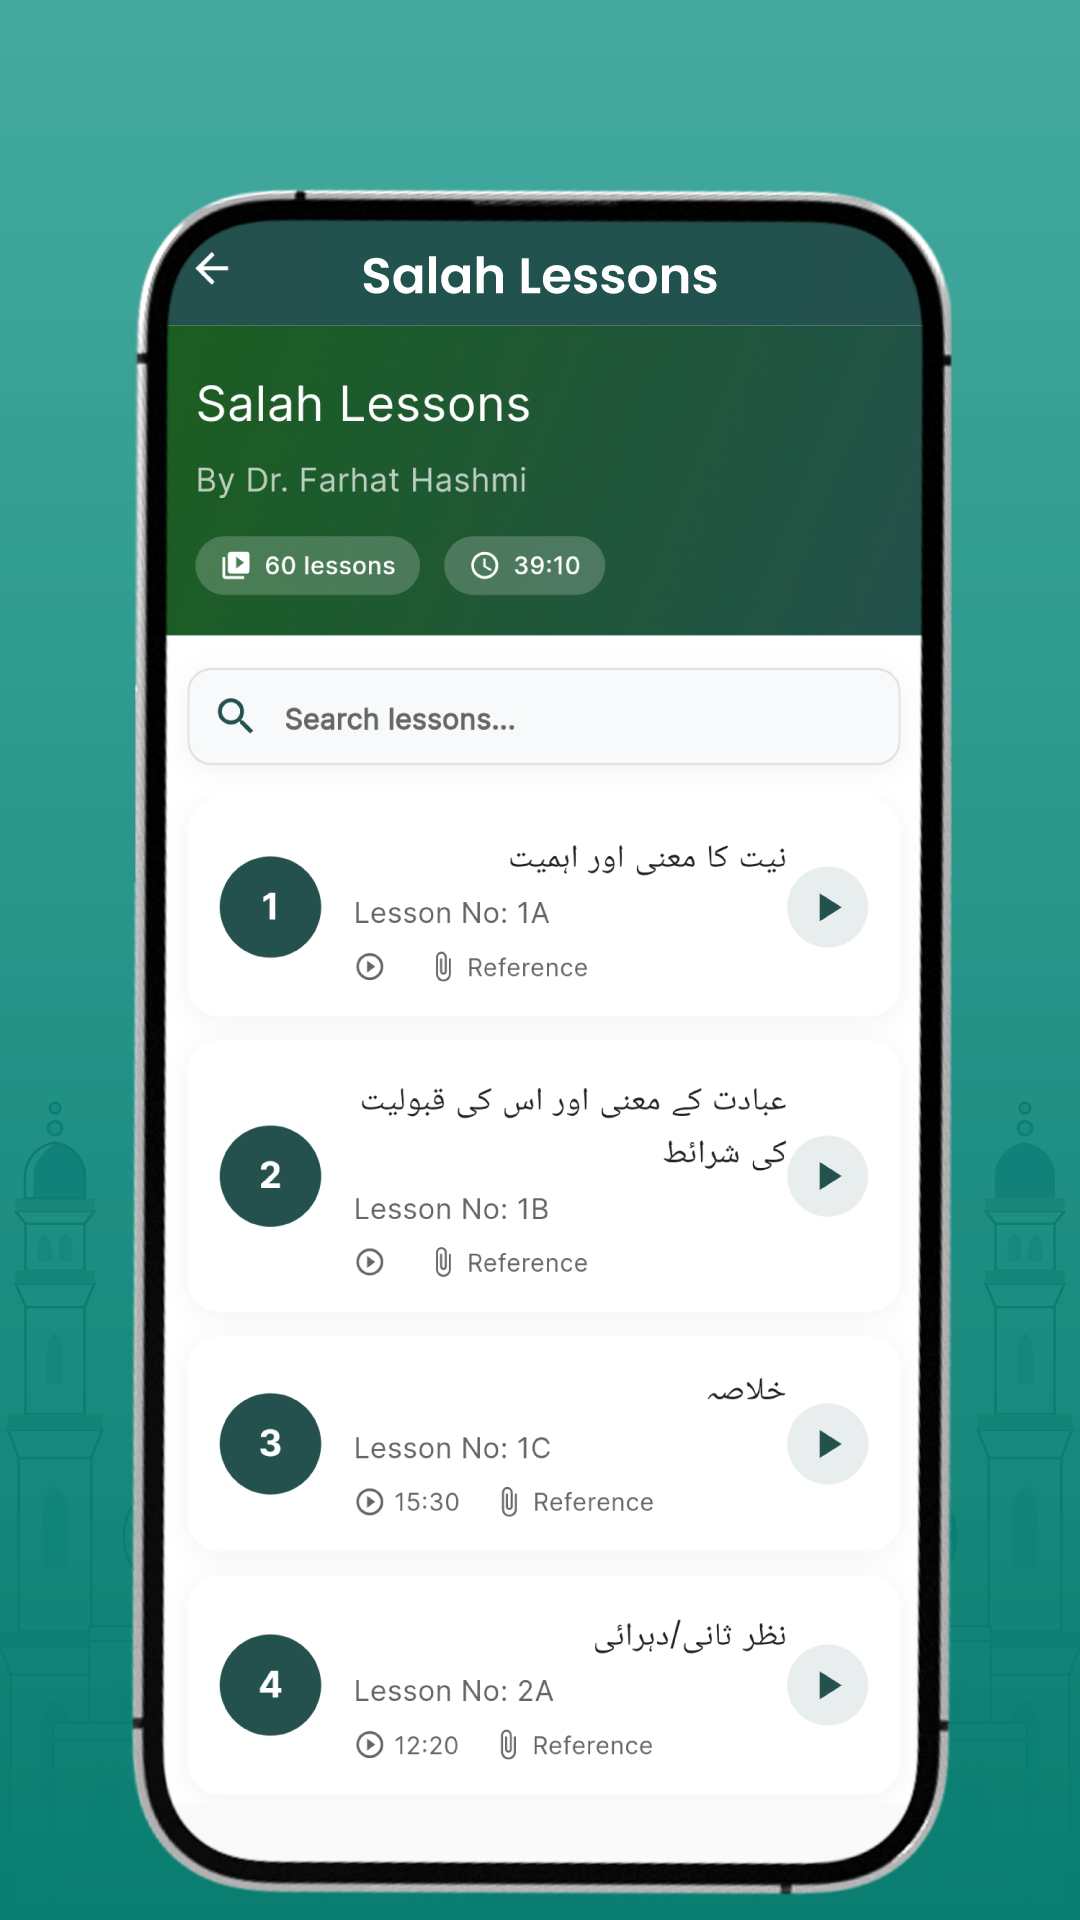 Salah Lessons
Salah Lessons
By Dr. Farhat Hashmi
60 lessons
39:10
Search lessons...
1
نیت کا معنی اور اہمیت
Lesson No: 1A
Reference
2
عبادت کے معنی اور اس کی قبولیت
کی شرائط
Lesson No: 1B
Reference
3
خلاصہ
Lesson No: 1C
15:30 Reference
4
نظر ثانی/دہرائی
Lesson No: 2A
12:20 Reference